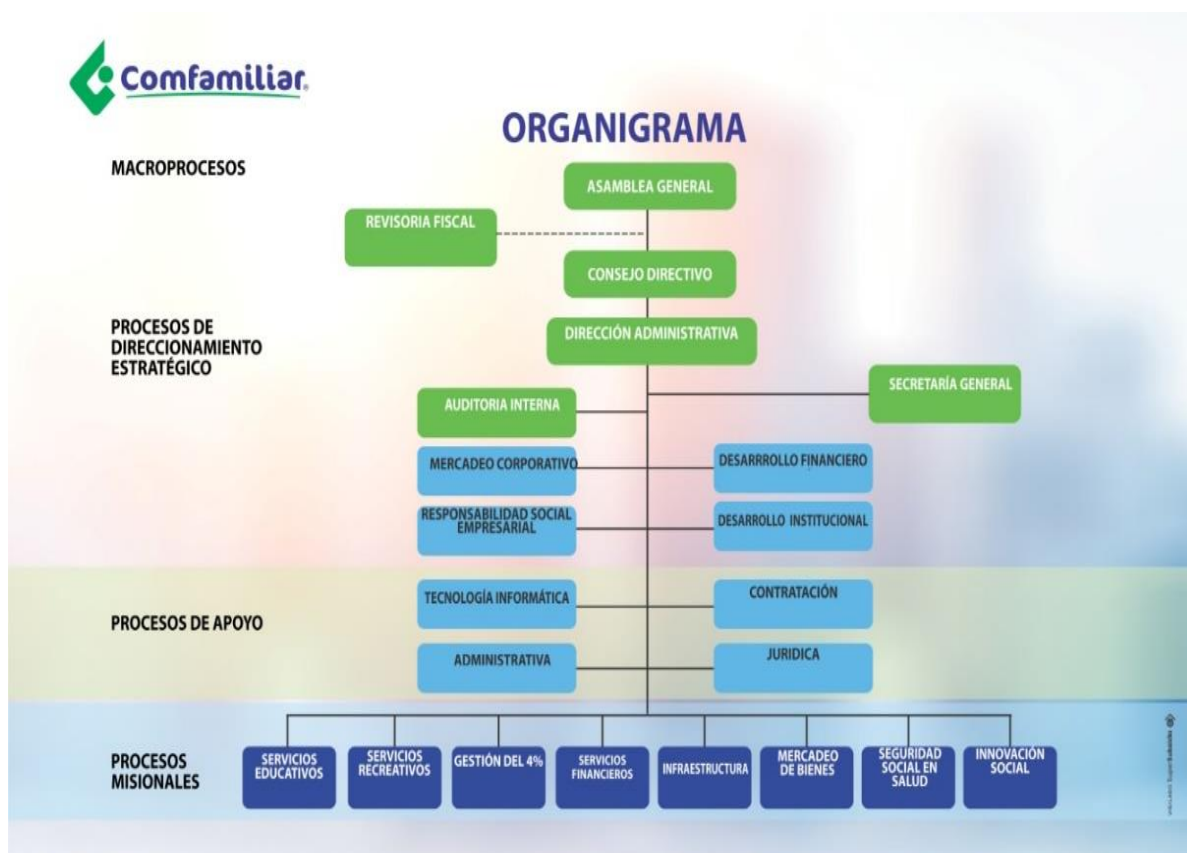 Comfamiliar
ORGANIGRAMA
MACROPROCESOS
ASAMBLEA GENERAL
REVISORIA FISCAL
CONSEJO DIRECTIVO
PROCESOS DE
DIRECCIONAMIENTO
ESTRATÉGICO
DIRECCIÓN ADMINISTRATIVA
SECRETARÍA GENERAL
AUDITORIA INTERNA
MERCADEO CORPORATIVO
DESARRROLLO FINANCIERO
RESPONSABILIDAD SOCIAL
EMPRESARIAL
DESARROLLO INSTITUCIONAL
PROCESOS DE APOYO
TECNOLOGÍA INFORMÁTICA
CONTRATACIÓN
ADMINISTRATIVA
JURIDICA
PROCESOS
MISIONALES
SERVICIOS
EDUCATIVOS
SERVICIOS
RECREATIVOS
GESTIÓN DEL 4%
SERVICIOS
FINANCIEROS
INFRAESTRUCTURA
MERCADEO
DE BIENES
SEGURIDAD
SOCIAL EN
SALUD
INNOVACIÓN
SOCIAL